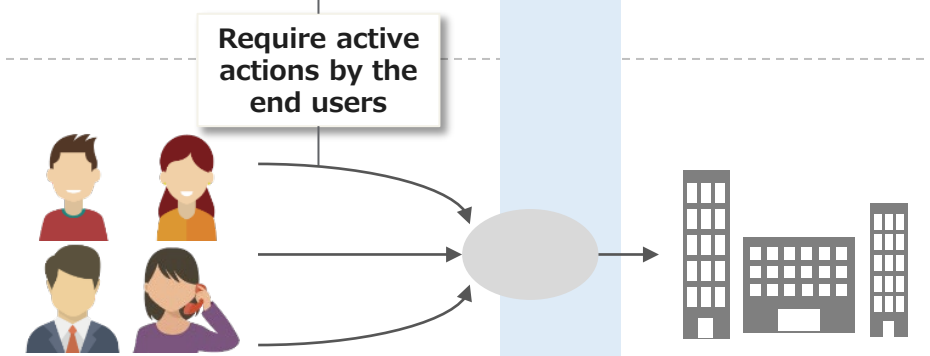 Require active
actions by the
end users